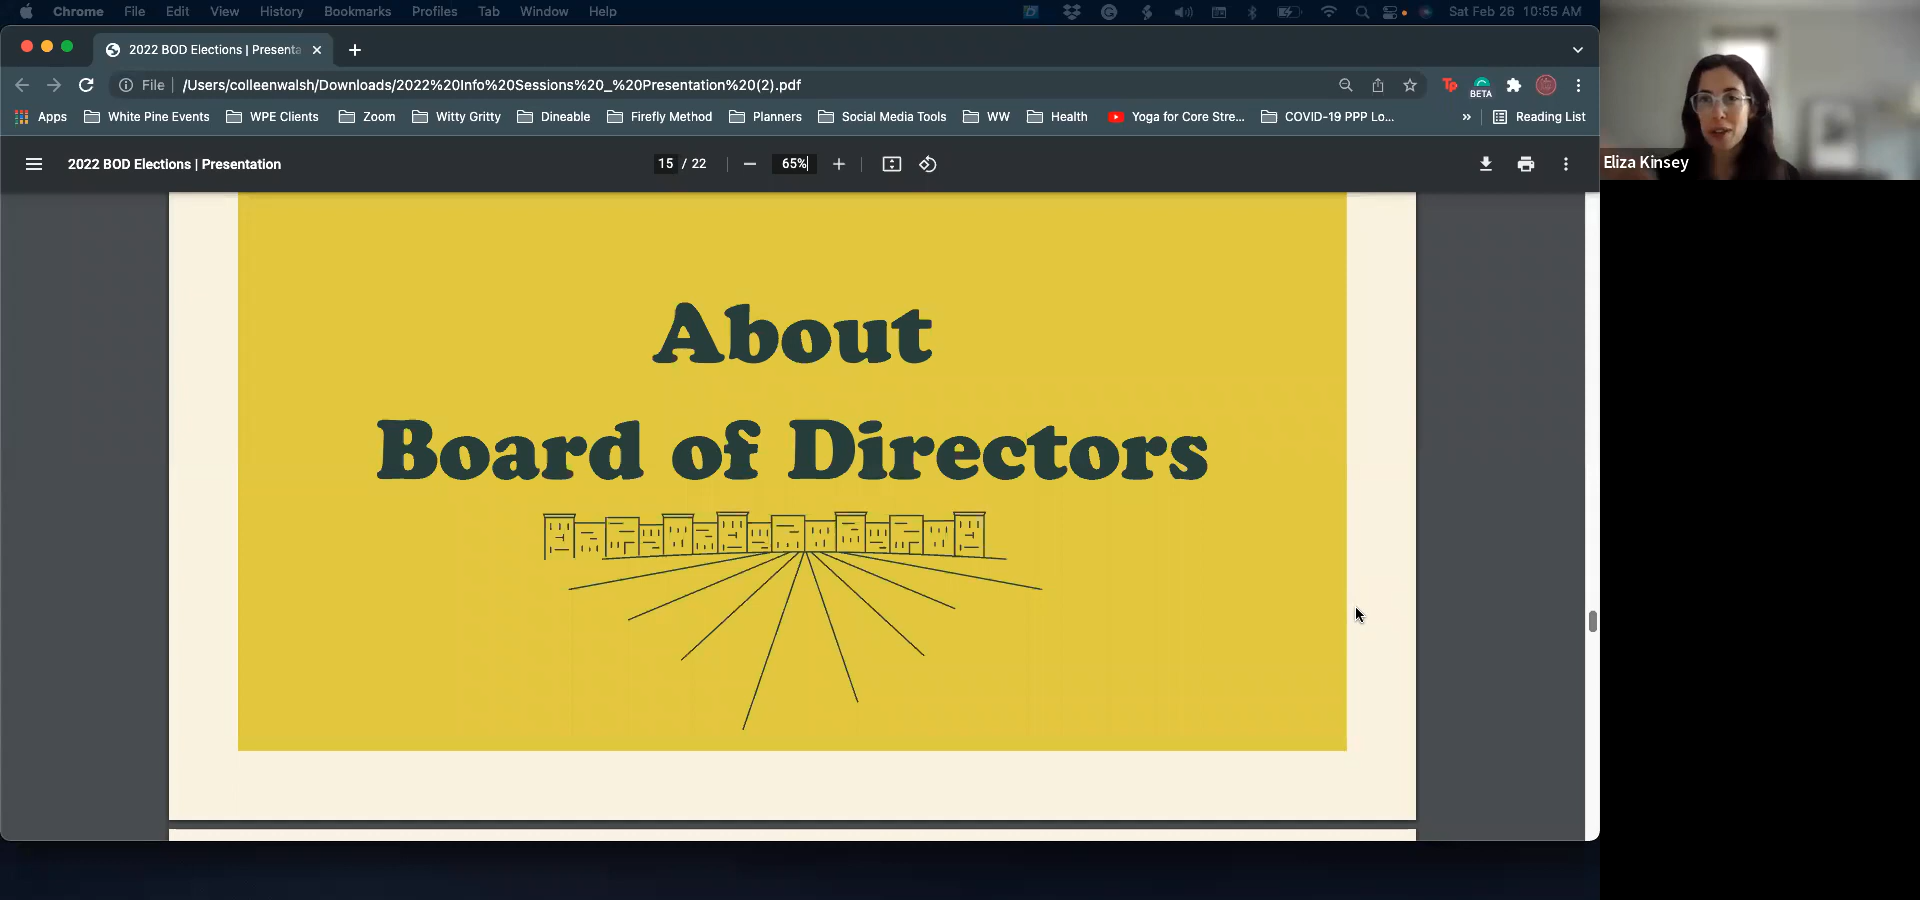 Chrome File Edit View History Bookmarks Profiles Tab Window Help Sat Feb 26 10:55 AM
2022 BOD Elections | Presenta
File /Users/colleenwalsh/Downloads/2022%20Info%20Sessions%20_%20Presentation%20(2).pdf
Tp BETA
Apps White Pine Events WPE Clients Zoom Witty Gritty Dineable Firefly Method Planners Social Media Tools WW Health Yoga for Core Stre... COVID-19 PPP Lo... » Reading List
2022 BOD Elections | Presentation 15 / 22 65%
Eliza Kinsey
About
Board of Directors